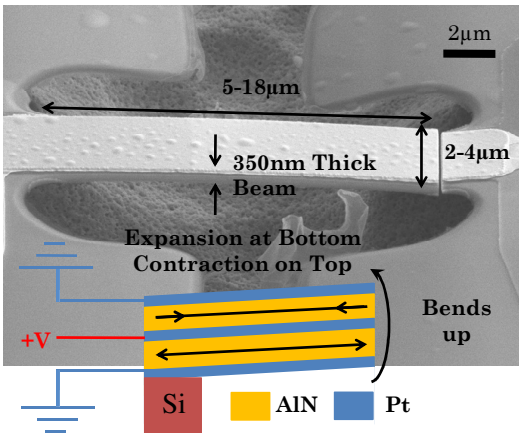 2µm
5-18µm
2-4µm
350nm Thick
Beam
Expansion at Bottom
Contraction on Top
Bends
up
+V
Si
AlN
Pt